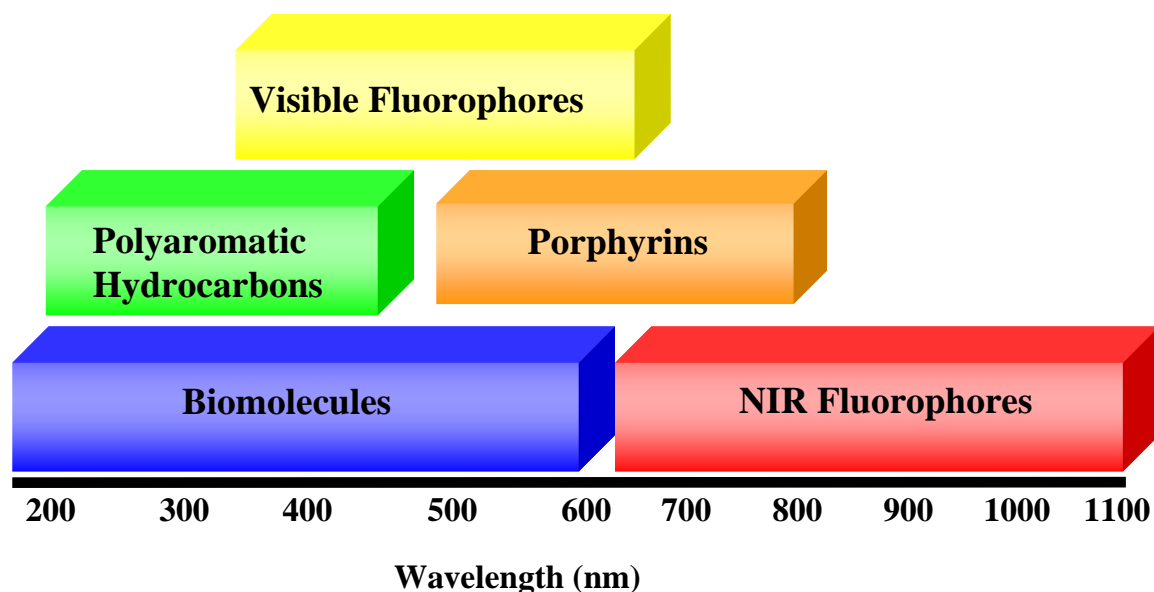 Visible Fluorophores
Polyaromatic
Hydrocarbons
Porphyrins
Biomolecules
NIR Fluorophores
200 300 400 500 600 700 800 900 1000 1100
Wavelength (nm)